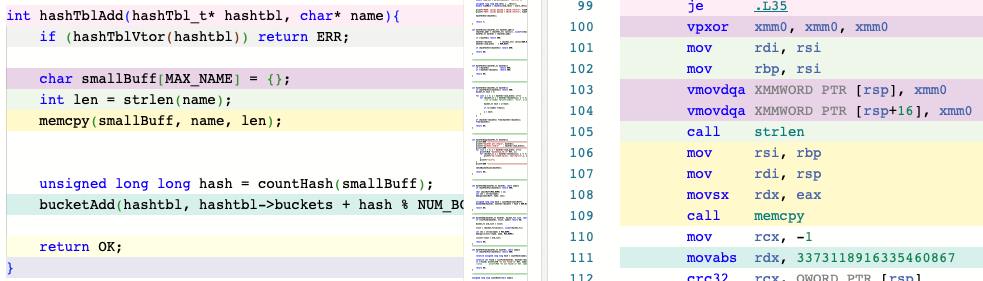 int hashTblAdd(hashTbl_t* hashtbl, char* name){
if (hashTblVtor(hashtbl)) return ERR;
char smallBuff[MAX_NAME] = {};
int len = strlen(name);
memcpy(smallBuff, name, len);
unsigned long long hash = countHash(smallBuff);
bucketAdd(hashtbl, hashtbl->buckets + hash % NUM_BO
return OK;
}
99 je .L35
100 vpxor xmm0, xmm0, xmm0
101 mov rdi, rsi
102 mov rbp, rsi
103 vmovdqa XMMWORD PTR [rsp], xmm0
104 vmovdqa XMMWORD PTR [rsp+16], xmm0
105 call strlen
106 mov rsi, rbp
107 mov rdi, rsp
108 movsx rdx, eax
109 call memcpy
110 mov rcx, -1
111 movabs rdx, 3373118916335460867
112 crc32 rcx, QWORD PTR [rsp]